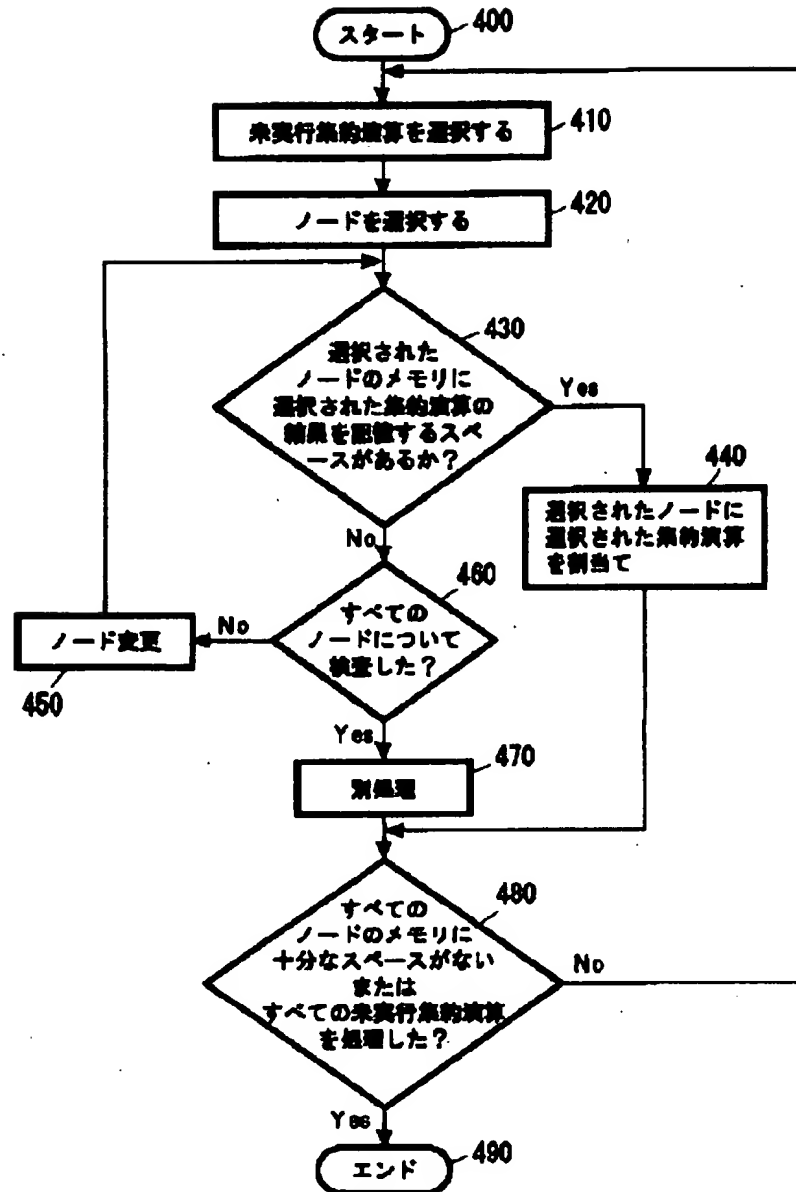 スタート
400
未実行集約演算を選択する
410
ノードを選択する
420
選択された
ノードのメモリに
選択された集約演算の
結果を記憶するスペ
ースがあるか？
430
Yes
440
選択されたノードに
選択された集約演算
を割当て
No
460
すべての
ノードについて
検査した？
No
ノード変更
450
Yes
470
別処理
480
すべての
ノードのメモリに
十分なスペースがない
または
すべての未実行集約演算
を処理した？
No
Yes
エンド
490